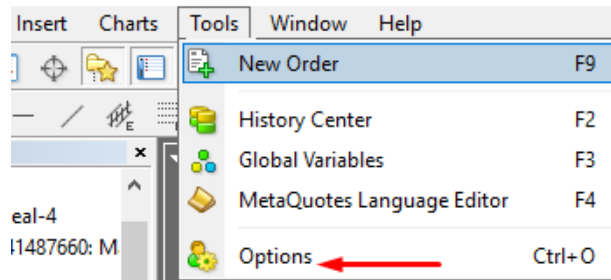 Insert Charts Tools Window Help
New Order F9
E
History Center F2
Global Variables F3
MetaQuotes Language Editor F4
eal-4
41487660: M
Options Ctrl+O